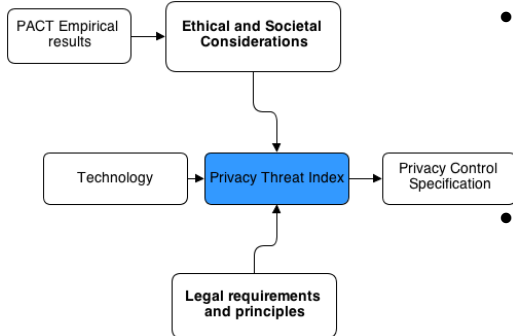 PACT Empirical
results
Ethical and Societal
Considerations
Technology
Privacy Threat Index
Privacy Control
Specification
Legal requirements
and principles